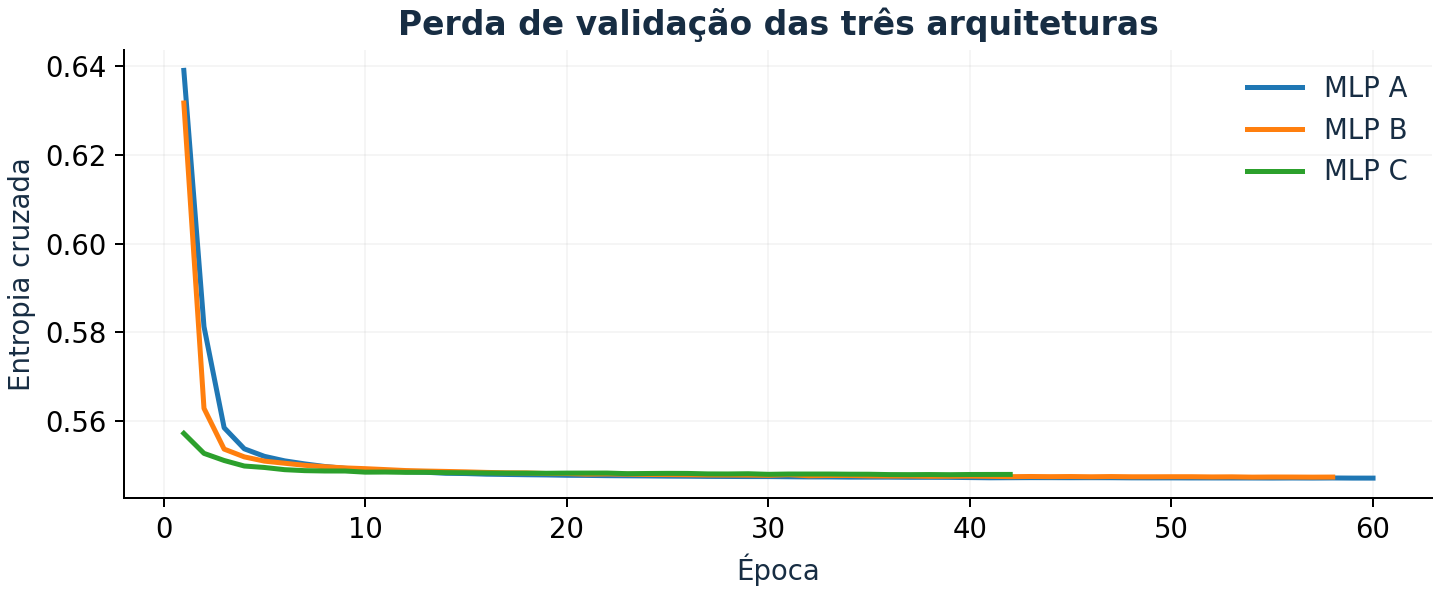 Perda de validação das três arquiteturas
Entropia cruzada
0.64
0.62
0.60
0.58
0.56
MLP A
MLP B
MLP C
0 10 20 30 40 50 60
Época